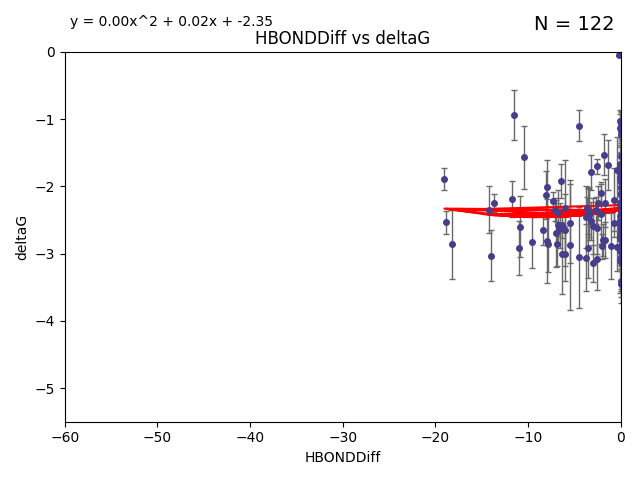 y = 0.00x^2 + 0.02x + -2.35
N = 122
HBONDDiff vs deltaG
0
−1
−2
−3
−4
−5
deltaG
−60
−50
−40
−30
−20
−10
0
HBONDDiff